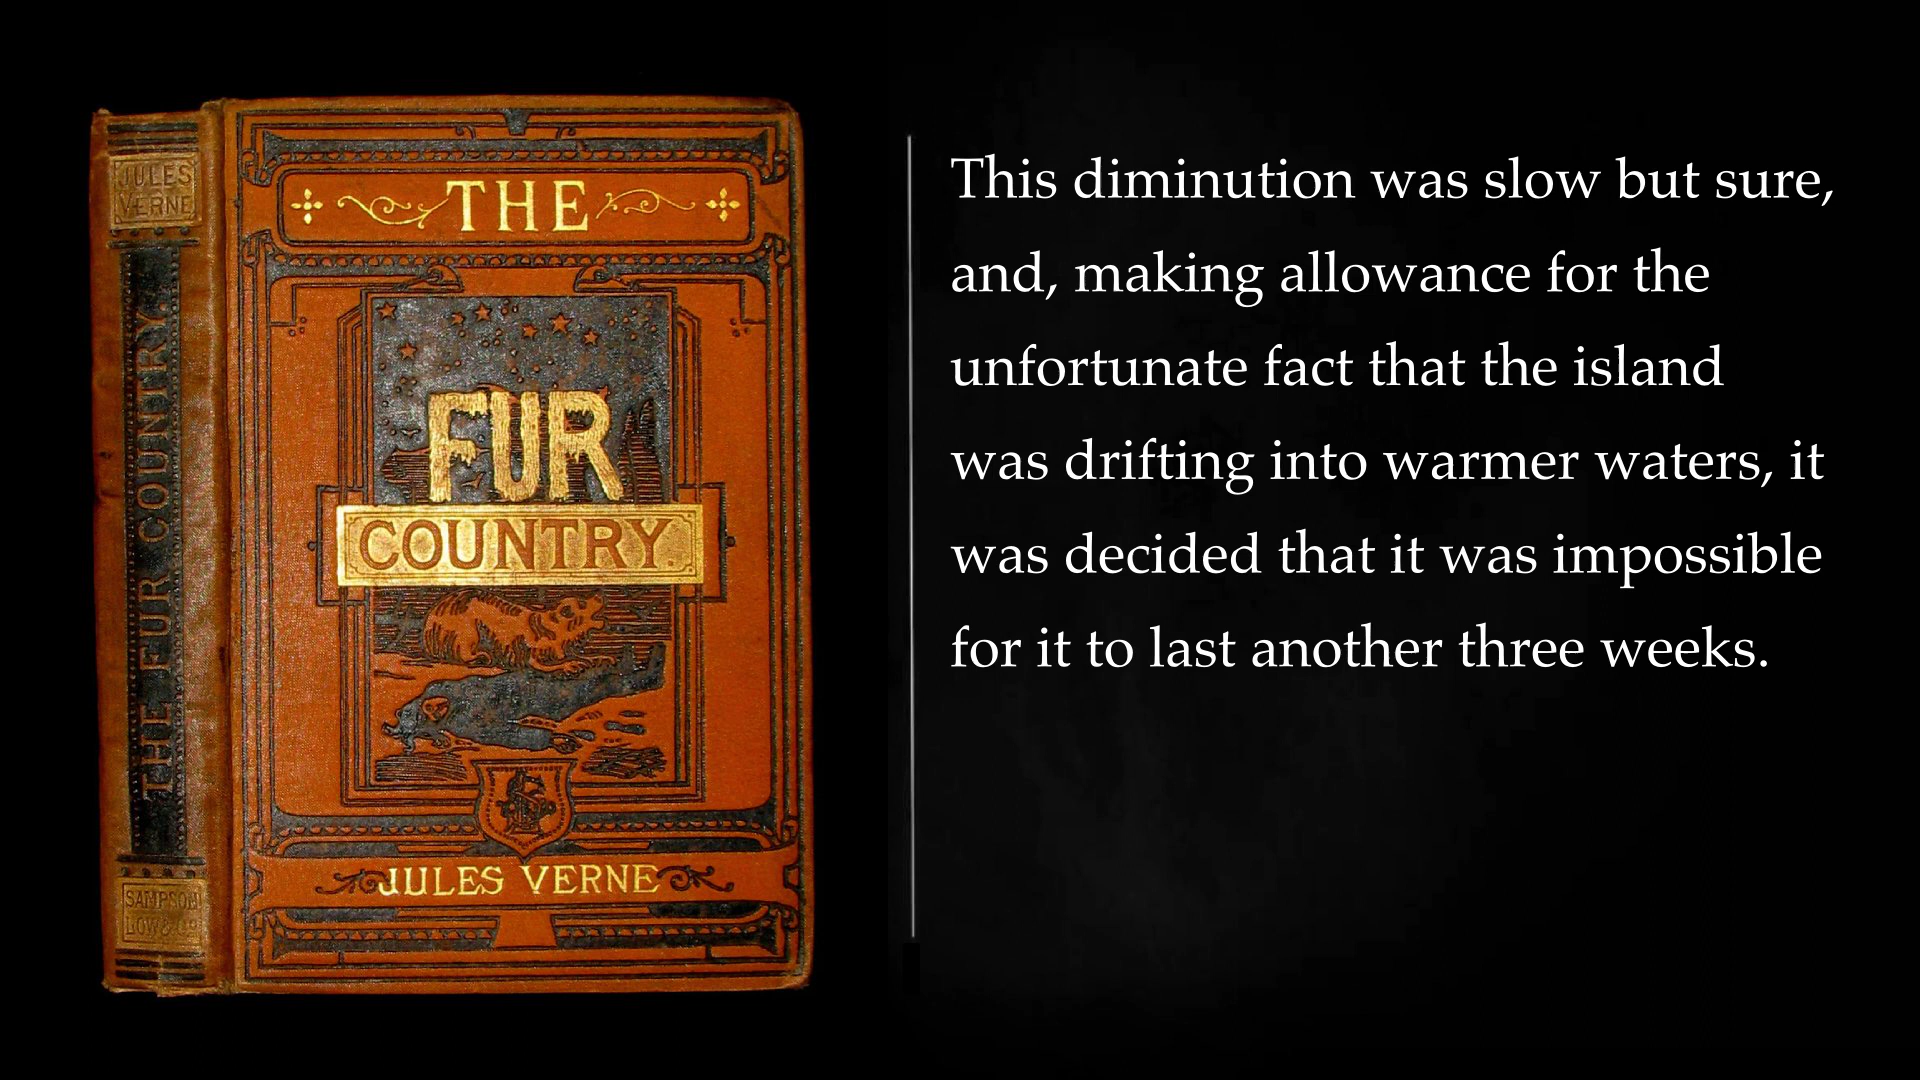 JULES
VERNE
THE FUR COUNTRY.
SAMPSON
LOW & Co
THE
FUR
COUNTRY.
JULES VERNE
This diminution was slow but sure,
and, making allowance for the
unfortunate fact that the island
was drifting into warmer waters, it
was decided that it was impossible
for it to last another three weeks.